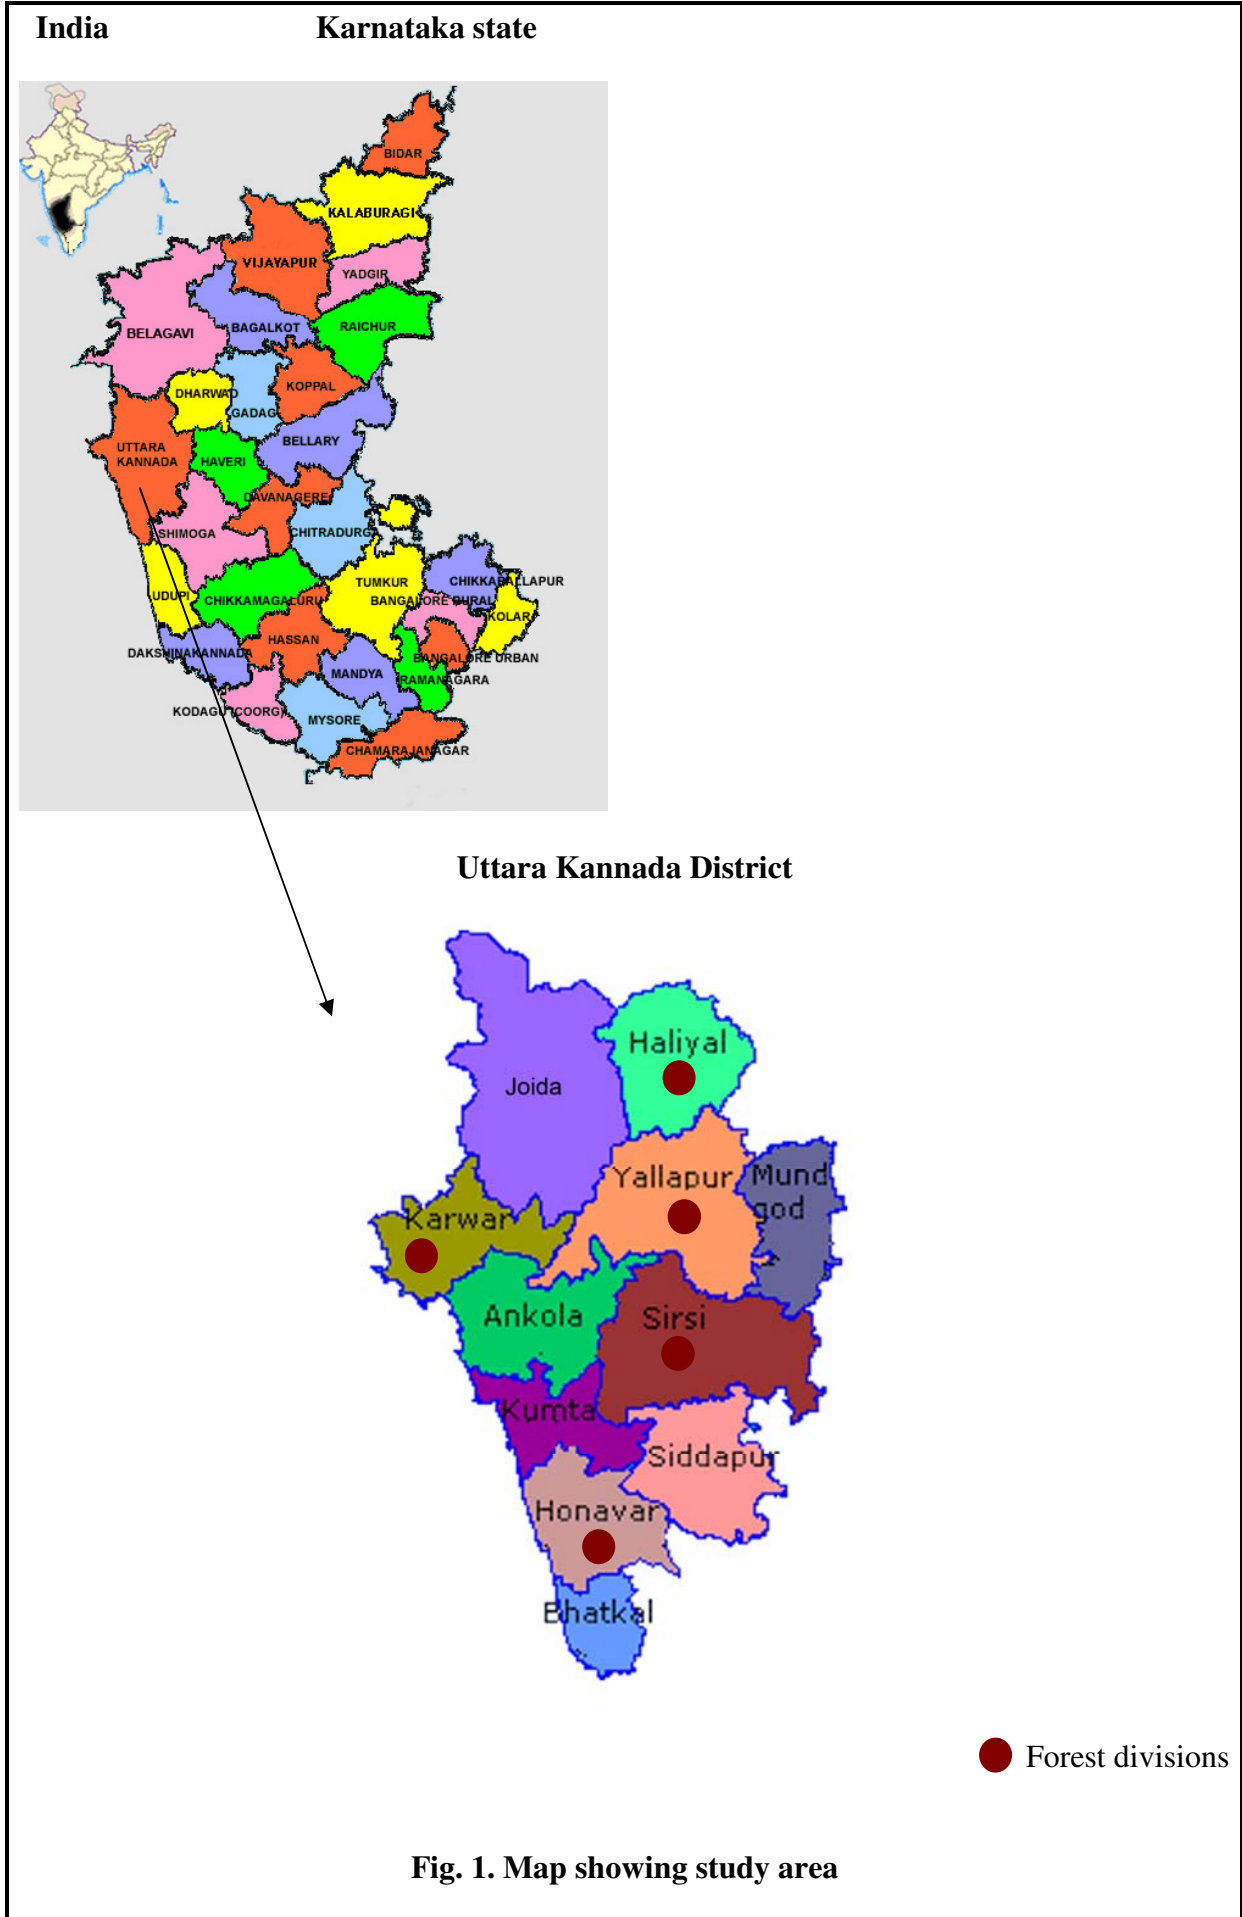 India Karnataka state
BIDAR
KALABURAGI
VIJAYAPUR
YADGIR
BELAGAVI
BAGALKOT
RAICHUR
DHARWAD
KOPPAL
GADAG
UTTARA
KANNADA
HAVERI
BELLARY
DAVANAGERE
SHIMOGA
CHITRADURGA
TUMKUR
CHIKKABALLAPUR
UDUPI
CHIKKAMAGALURU
BANGALORE RURAL
KOLAR
HASSAN
DAKSHINAKANNADA
BANGALORE URBAN
MANDYA
RAMANAGARA
KODAGU (COORG)
MYSORE
CHAMARAJANAGAR
Uttara Kannada District
Haliyal
Joida
Yallapur
Mund
god
Karwar
Ankola
Sirsi
Kumta
Siddapur
Honavar
Bhatkal
Forest divisions
Fig. 1. Map showing study area